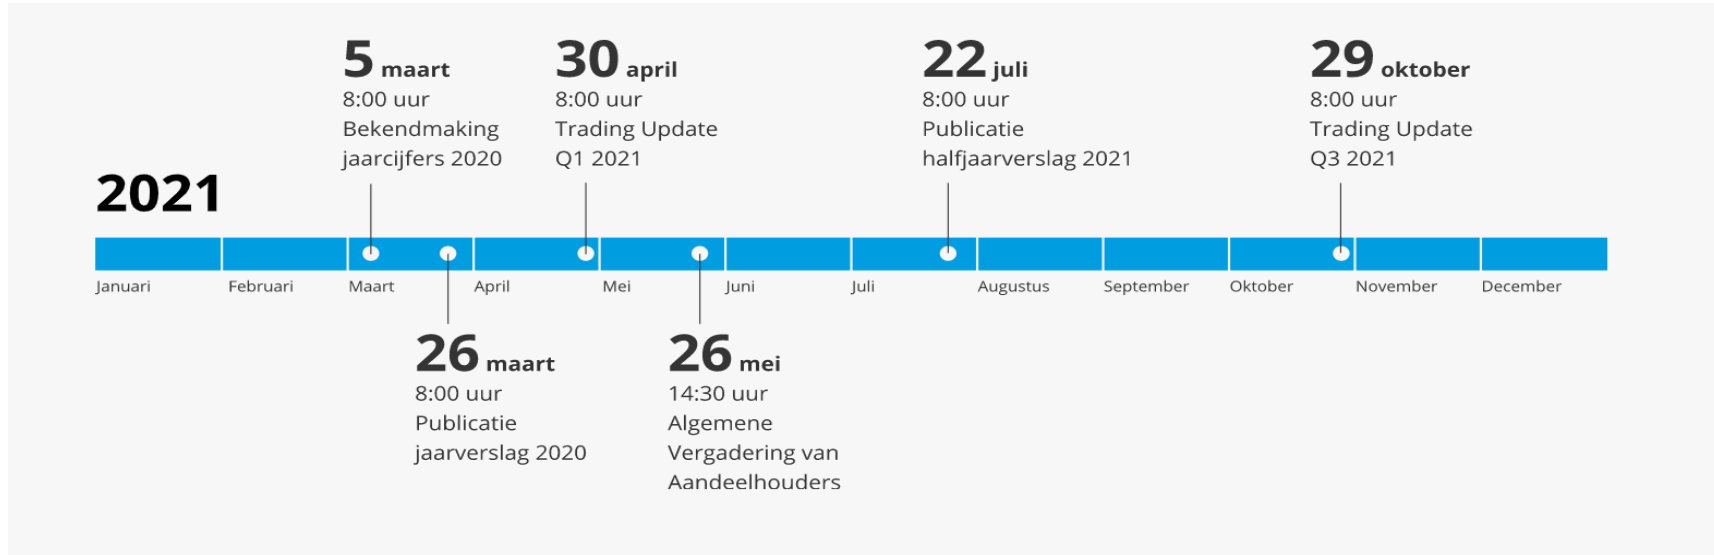 5 maart
8:00 uur
Bekendmaking
jaarcijfers 2020
30 april
8:00 uur
Trading Update
Q1 2021
22 juli
8:00 uur
Publicatie
halfjaarverslag 2021
29 oktober
8:00 uur
Trading Update
Q3 2021
2021
Januari
Februari
Maart
April
Mei
Juni
Juli
Augustus
September
Oktober
November
December
26 maart
8:00 uur
Publicatie
jaarverslag 2020
26 mei
14:30 uur
Algemene
Vergadering van
Aandeelhouders